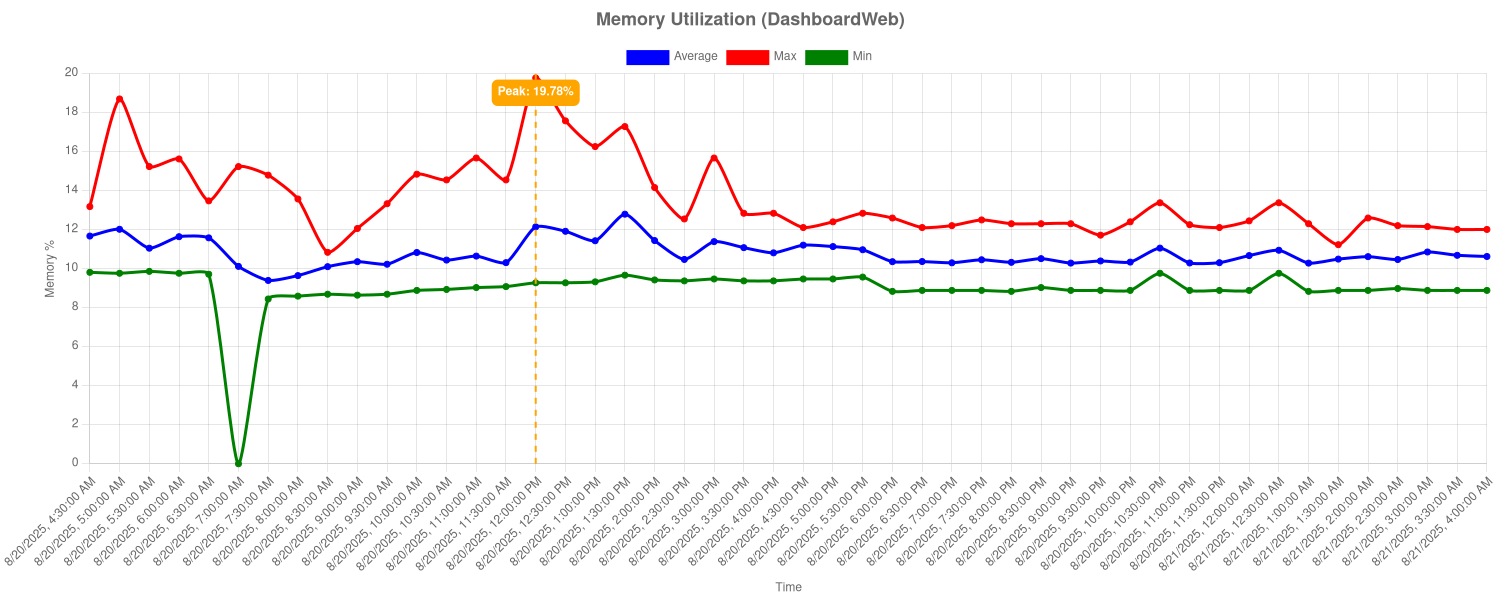 Memory Utilization (DashboardWeb)
Average Max Min
Peak: 19.78%
Memory %
20
18
16
14
12
10
8
6
4
2
0
8/20/2025, 4:30:00 AM
8/20/2025, 5:00:00 AM
8/20/2025, 5:30:00 AM
8/20/2025, 6:00:00 AM
8/20/2025, 6:30:00 AM
8/20/2025, 7:00:00 AM
8/20/2025, 7:30:00 AM
8/20/2025, 8:00:00 AM
8/20/2025, 8:30:00 AM
8/20/2025, 9:00:00 AM
8/20/2025, 9:30:00 AM
8/20/2025, 10:00:00 AM
8/20/2025, 10:30:00 AM
8/20/2025, 11:00:00 AM
8/20/2025, 11:30:00 AM
8/20/2025, 12:00:00 PM
8/20/2025, 12:30:00 PM
8/20/2025, 1:00:00 PM
8/20/2025, 1:30:00 PM
8/20/2025, 2:00:00 PM
8/20/2025, 2:30:00 PM
8/20/2025, 3:00:00 PM
8/20/2025, 3:30:00 PM
8/20/2025, 4:00:00 PM
8/20/2025, 4:30:00 PM
8/20/2025, 5:00:00 PM
8/20/2025, 5:30:00 PM
8/20/2025, 6:00:00 PM
8/20/2025, 6:30:00 PM
8/20/2025, 7:00:00 PM
8/20/2025, 7:30:00 PM
8/20/2025, 8:00:00 PM
8/20/2025, 8:30:00 PM
8/20/2025, 9:00:00 PM
8/20/2025, 9:30:00 PM
8/20/2025, 10:00:00 PM
8/20/2025, 10:30:00 PM
8/20/2025, 11:00:00 PM
8/20/2025, 11:30:00 PM
8/21/2025, 12:00:00 AM
8/21/2025, 12:30:00 AM
8/21/2025, 1:00:00 AM
8/21/2025, 1:30:00 AM
8/21/2025, 2:00:00 AM
8/21/2025, 2:30:00 AM
8/21/2025, 3:00:00 AM
8/21/2025, 3:30:00 AM
8/21/2025, 4:00:00 AM
Time